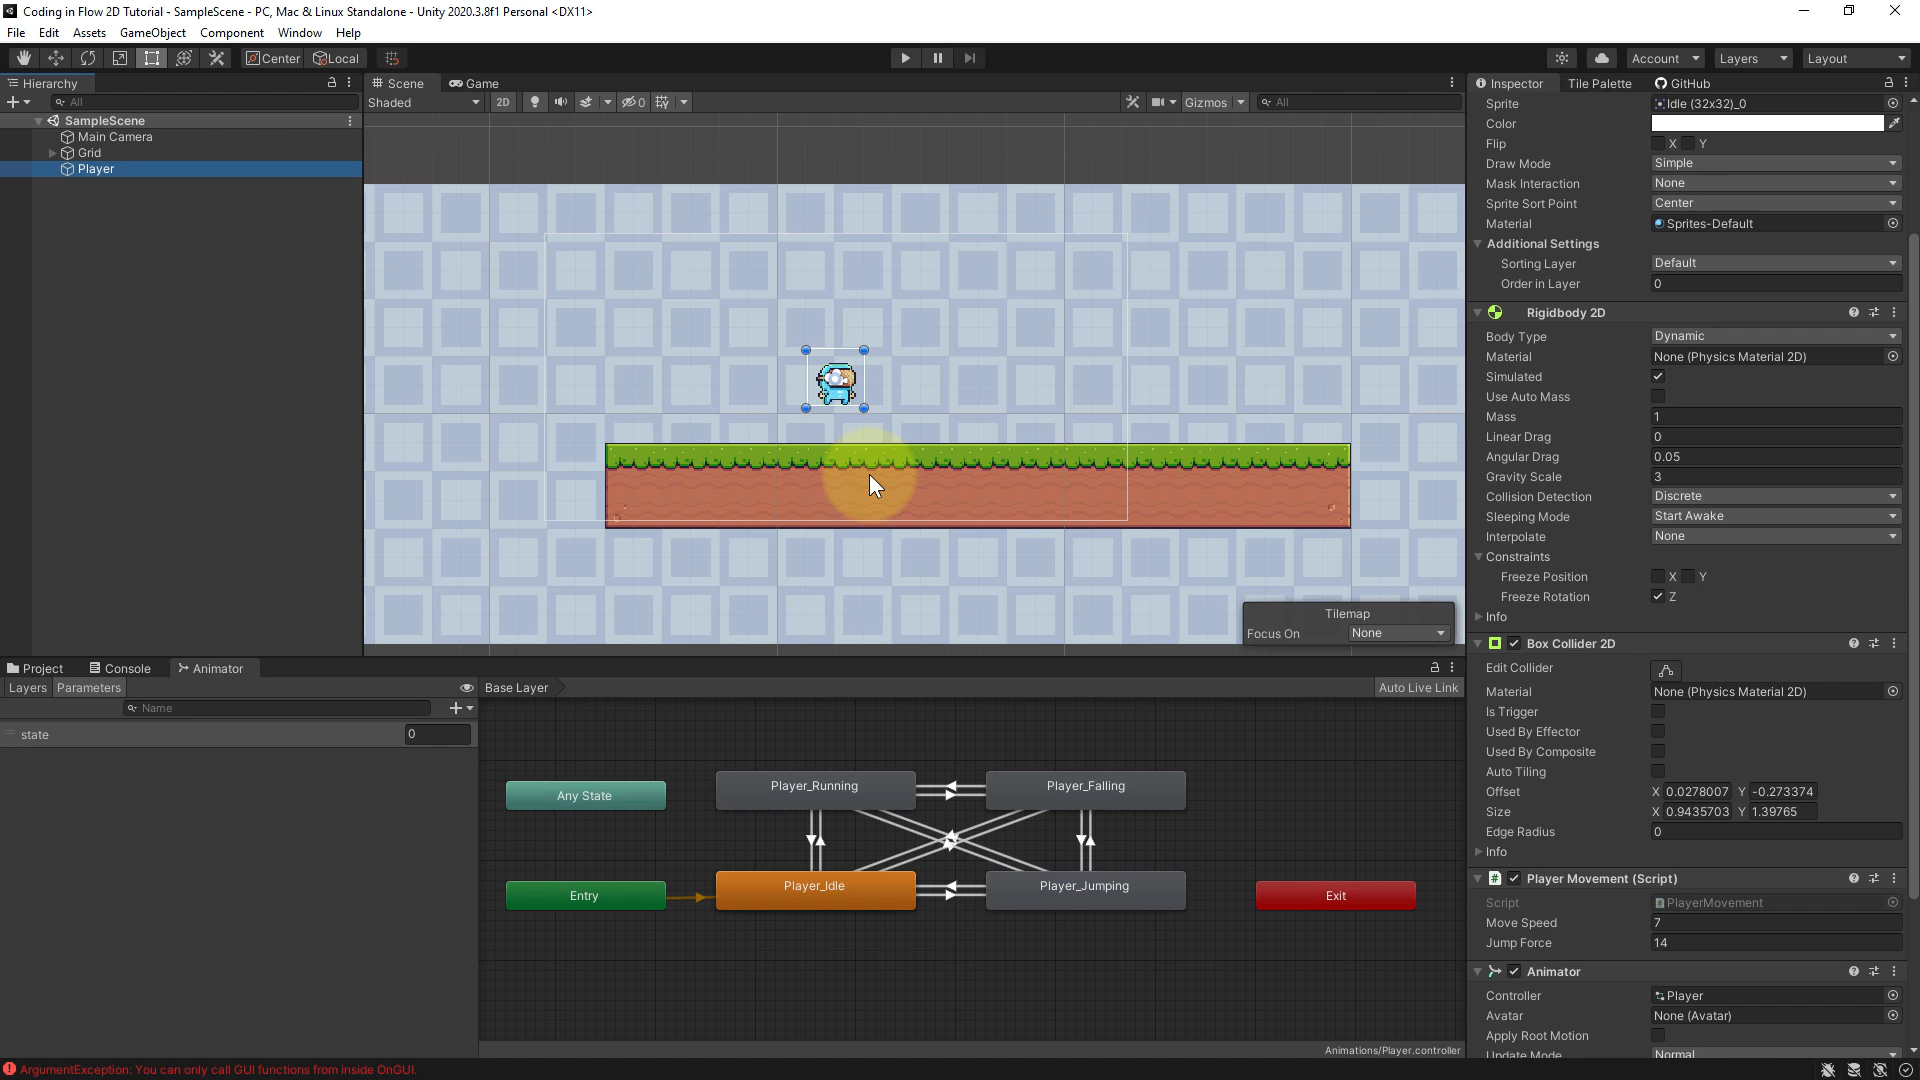 Coding in Flow 2D Tutorial - SampleScene - PC, Mac & Linux Standalone - Unity 2020.3.8f1 Personal <DX11>
File Edit Assets GameObject Component Window Help
Center Local Account Layers Layout
Hierarchy
All
SampleScene
Main Camera
Grid
Player
Scene Game
Shaded 2D 0 Gizmos All
Tilemap
Focus On None
Project Console Animator
Layers Parameters Base Layer Auto Live Link
Name
state 0
Any State
Player_Running
Player_Falling
Entry
Player_Idle
Player_Jumping
Exit
Animations/Player.controller
Inspector Tile Palette GitHub
Sprite Idle (32x32)_0
Color
Flip X Y
Draw Mode Simple
Mask Interaction None
Sprite Sort Point Center
Material Sprites-Default
Additional Settings
Sorting Layer Default
Order in Layer 0
Rigidbody 2D
Body Type Dynamic
Material None (Physics Material 2D)
Simulated
Use Auto Mass
Mass 1
Linear Drag 0
Angular Drag 0.05
Gravity Scale 3
Collision Detection Discrete
Sleeping Mode Start Awake
Interpolate None
Constraints
Freeze Position X Y
Freeze Rotation Z
Info
Box Collider 2D
Edit Collider
Material None (Physics Material 2D)
Is Trigger
Used By Effector
Used By Composite
Auto Tiling
Offset X 0.0278007 Y -0.273374
Size X 0.9435703 Y 1.39765
Edge Radius 0
Info
Player Movement (Script)
Script PlayerMovement
Move Speed 7
Jump Force 14
Animator
Controller Player
Avatar None (Avatar)
Apply Root Motion
Update Mode Normal
ArgumentException: You can only call GUI functions from inside OnGUI.